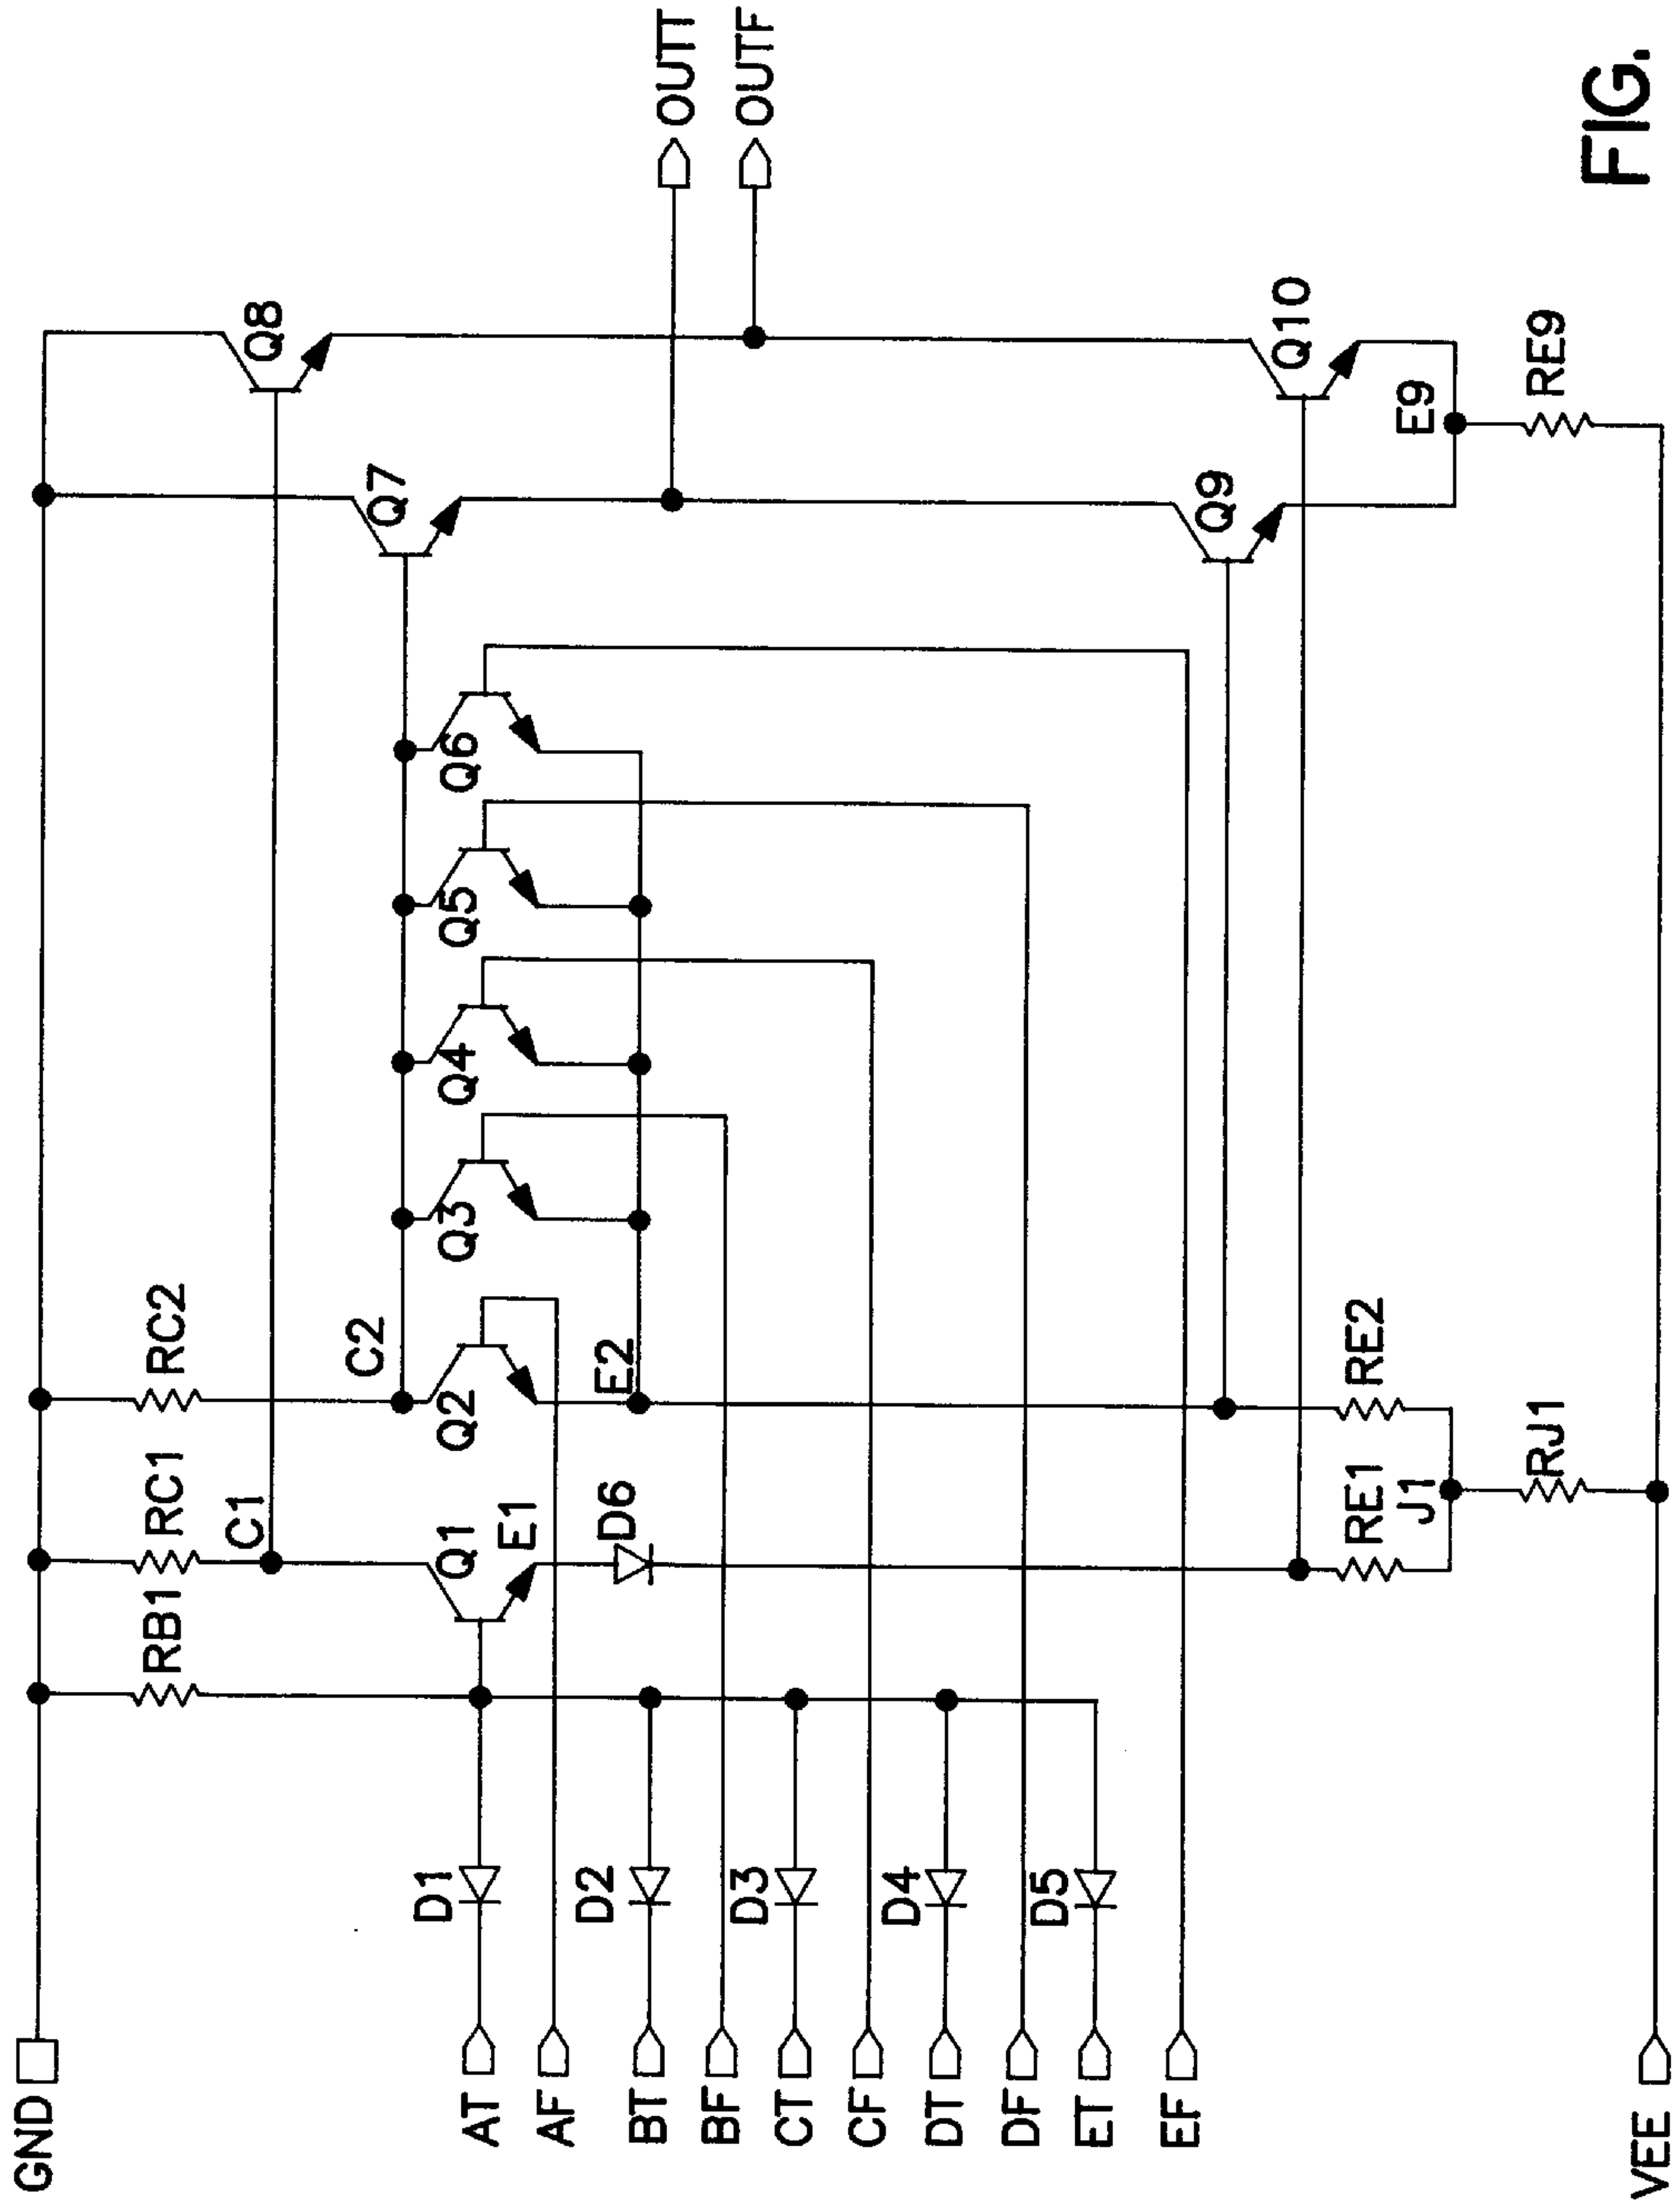 GND
RB1
RC1
RC2
C1
C2
Q8
Q7
Q1
Q2
Q3
Q4
Q5
Q6
E1
E2
D6
OUTT
OUTF
AT
D1
AF
BT
D2
BF
CT
D3
CF
DT
D4
DF
ET
D5
EF
Q9
Q10
RE1
RE2
J1
E9
RJ1
RE9
VEE
FIG.